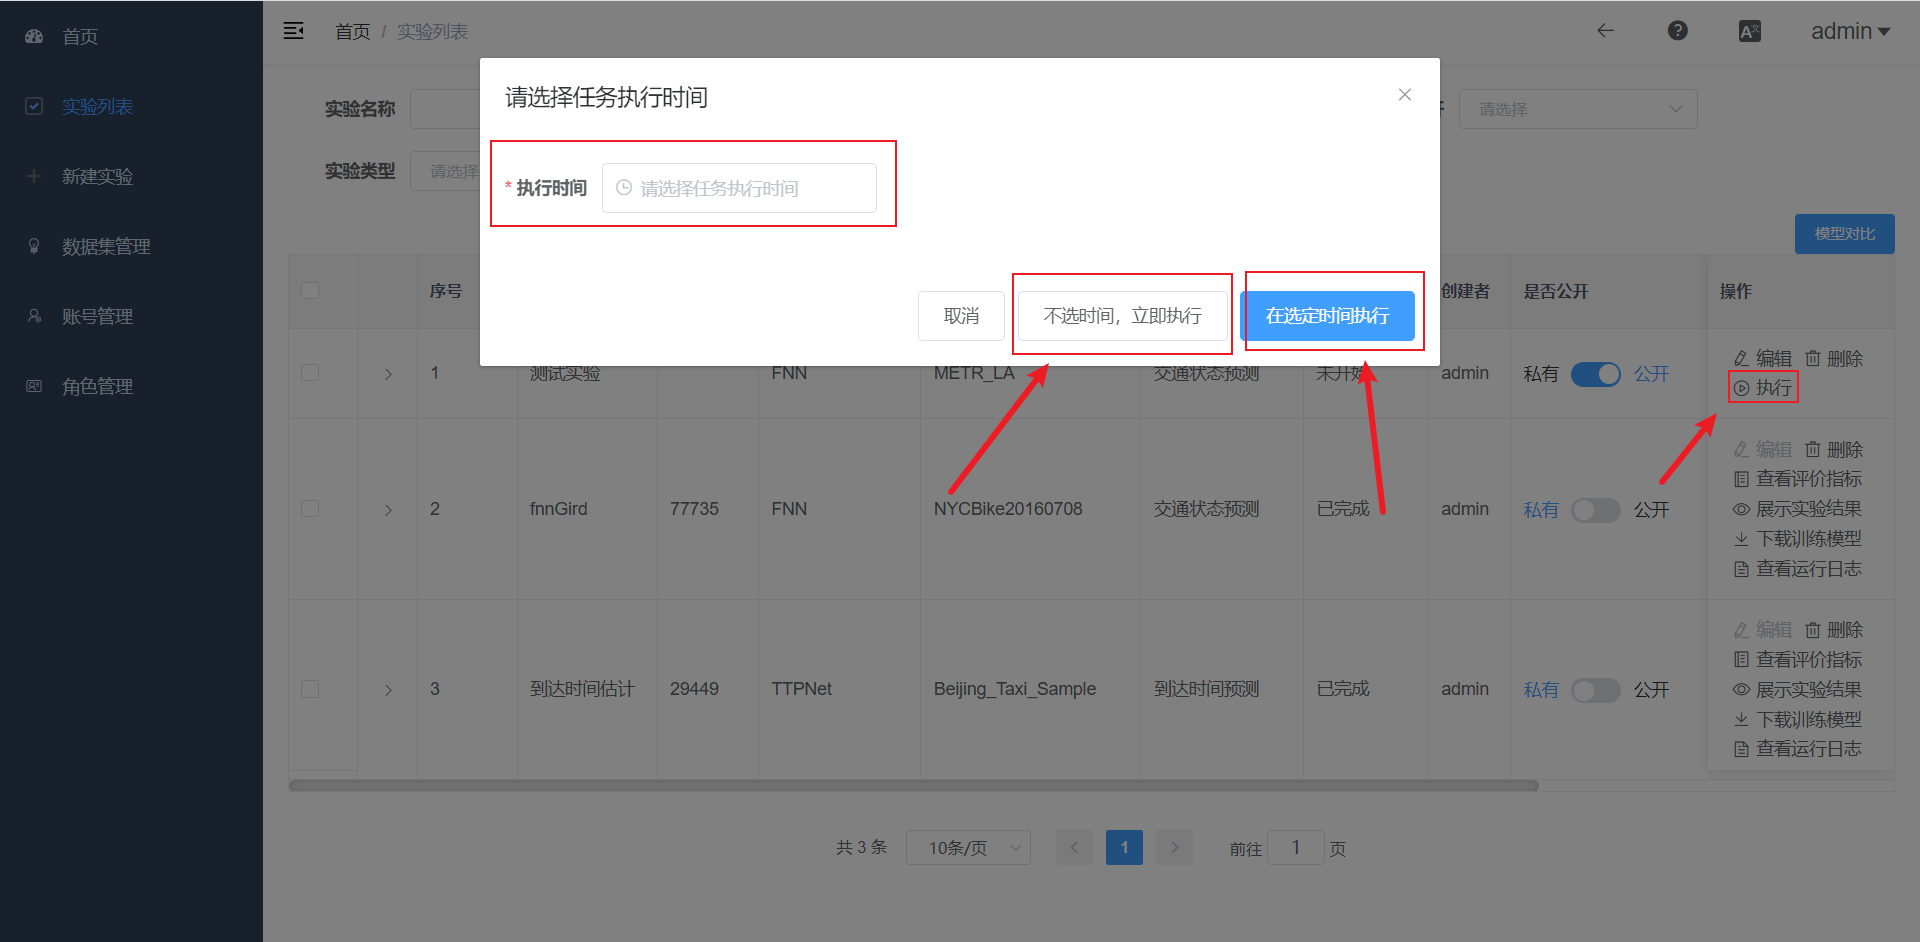 首页
实验列表
新建实验
数据集管理
账号管理
角色管理
首页 / 实验列表
admin
实验名称
请选择
实验类型
请选择
请选择任务执行时间
* 执行时间 请选择任务执行时间
取消
不选时间，立即执行
在选定时间执行
模型对比
序号 创建者 是否公开 操作
1 测试实验 FNN METR_LA 交通状态预测 未开始 admin 私有 公开
编辑 删除
执行
2 fnnGird 77735 FNN NYCBike20160708 交通状态预测 已完成 admin 私有 公开
编辑 删除
查看评价指标
展示实验结果
下载训练模型
查看运行日志
3 到达时间估计 29449 TTPNet Beijing_Taxi_Sample 到达时间预测 已完成 admin 私有 公开
编辑 删除
查看评价指标
展示实验结果
下载训练模型
查看运行日志
共 3 条 10条/页 1 前往 1 页